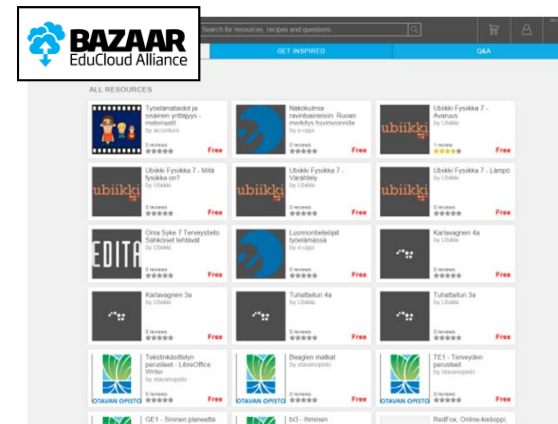 BAZAAR
EduCloud Alliance
Search for resources, recipes and questions
GET INSPIRED
Q&A
ALL RESOURCES
Työelämätaidot ja
sisäinen yrittäjyys -
materiaalit
by accenture
0 reviews
Free
Näkökulmia
ravintoaineisiin. Ruoan
merkitys hyvinvoinnille
by e-oppi
0 reviews
Free
ubiikki
Ubiikki Fysiikka 7 -
Avaruus
by Ubiikki
1 review
Free
ubiikki
Ubiikki Fysiikka 7 - Mitä
fysiikka on?
by Ubiikki
0 reviews
Free
ubiikki
Ubiikki Fysiikka 7 -
Värähtely
by Ubiikki
0 reviews
Free
ubiikki
Ubiikki Fysiikka 7 - Lämpö
by Ubiikki
0 reviews
Free
EDITA
Oma Syke 7 Terveystieto
Sähköiset tehtävät
by Ubiikki
0 reviews
Free
Luonnontieteilijät
työelämässä
by e-oppi
0 reviews
Free
Karlavagnen 4a
by Ubiikki
0 reviews
Free
Karlavagnen 3a
by Ubiikki
0 reviews
Free
Tuhattaituri 4a
by Ubiikki
0 reviews
Free
Tuhattaituri 3a
by Ubiikki
0 reviews
Free
OTAVAN OPISTO
Tekstinkäsittelyn
perusteet - LibreOffice
Writer
by otavanopisto
0 reviews
Free
OTAVAN OPISTO
Beaglen matkat
by otavanopisto
0 reviews
Free
OTAVAN OPISTO
TE1 - Terveyden
perusteet
by otavanopisto
0 reviews
Free
GE1 - Sininen planeetta
bi3 - Ihminen
RedFox, Online-kielioppi,